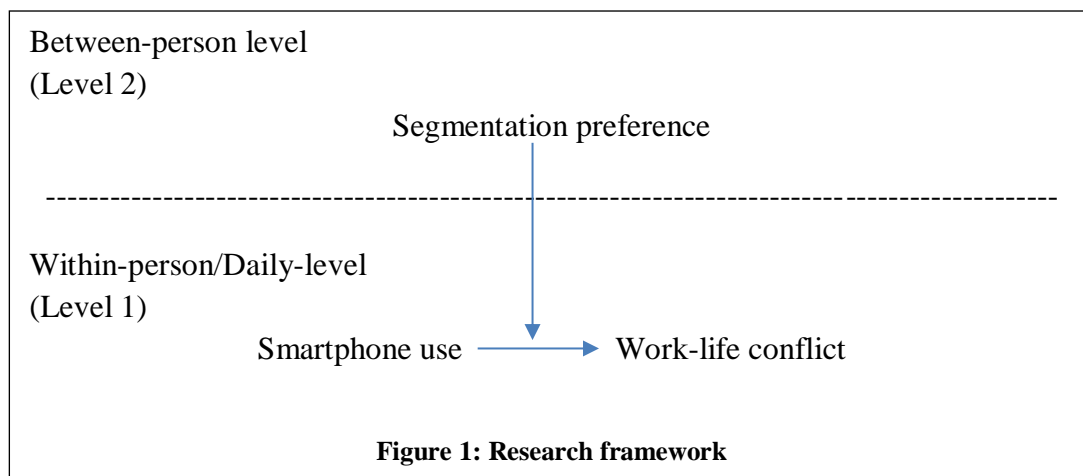 Between-person level
(Level 2)
Segmentation preference
Within-person/Daily-level
(Level 1)
Smartphone use Work-life conflict
Figure 1: Research framework